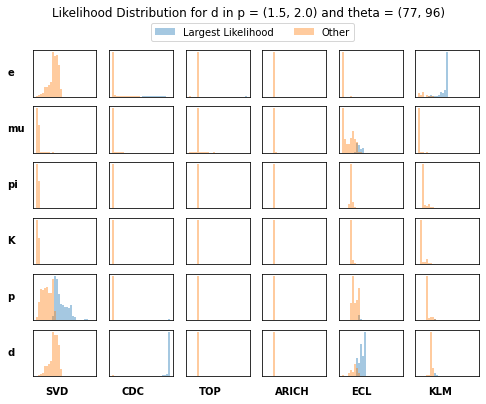 Likelihood Distribution for d in p = (1.5, 2.0) and theta = (77, 96)
Largest Likelihood Other
e
mu
pi
K
p
d
SVD CDC TOP ARICH ECL KLM